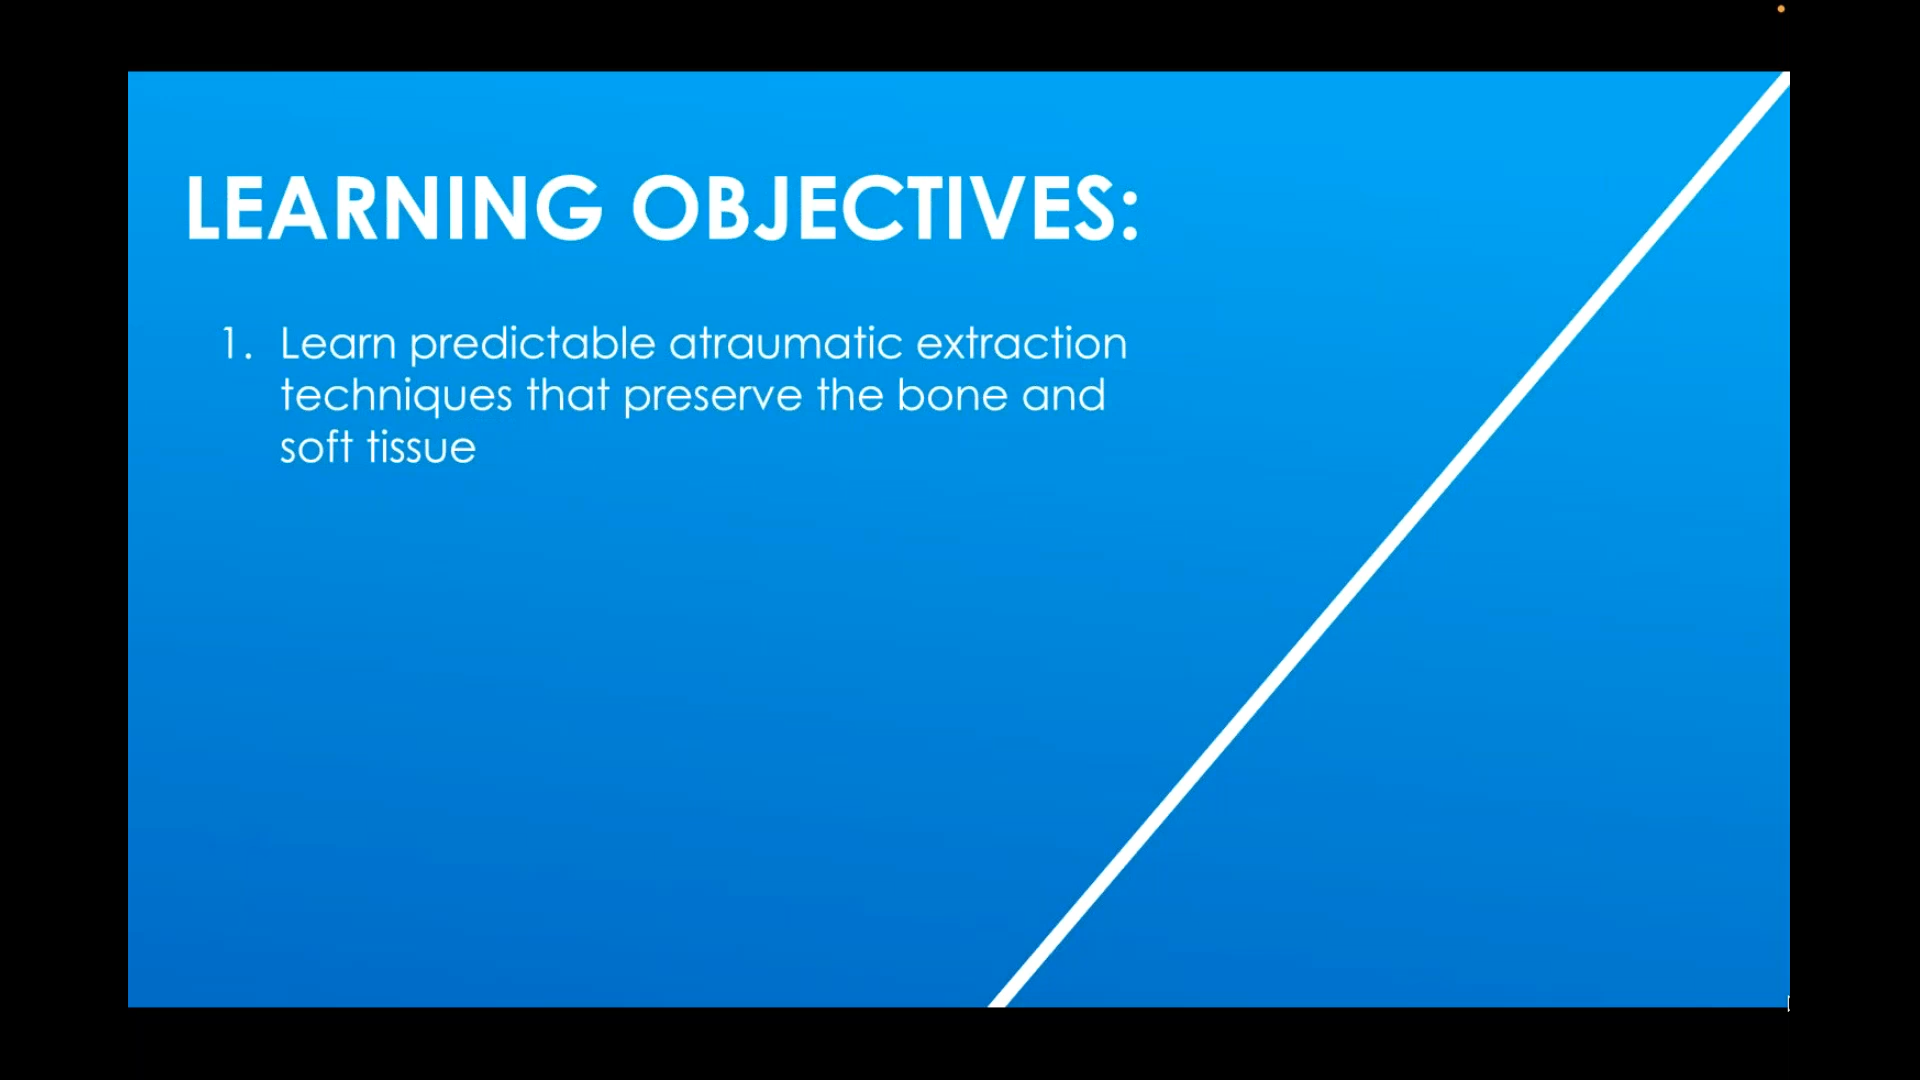 LEARNING OBJECTIVES:
1. Learn predictable atraumatic extraction
techniques that preserve the bone and
soft tissue